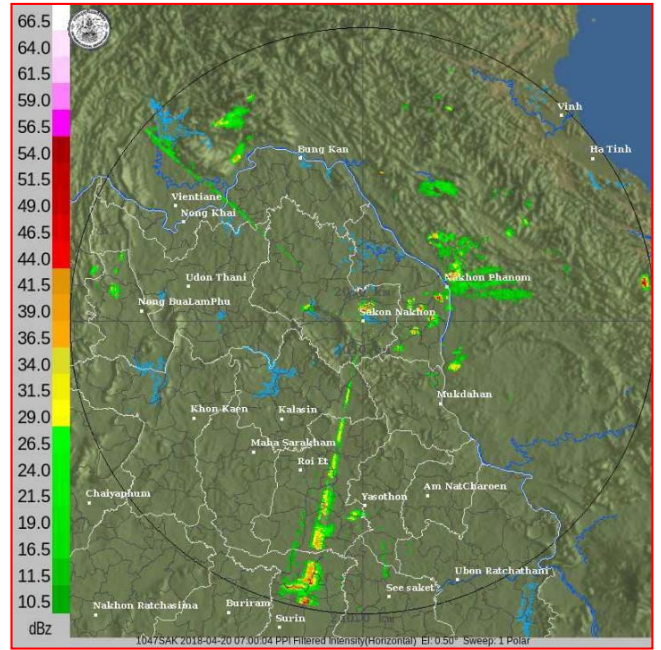 66.5
64.0
61.5
59.0
56.5
54.0
51.5
49.0
46.5
44.0
41.5
39.0
36.5
34.0
31.5
29.0
26.5
24.0
21.5
19.0
16.5
11.5
10.5
dBz
Vinh
Ha Tinh
Bung Kan
Vientiane
Nong Khai
Udon Thani
Nakhon Phanom
Nong BuaLamPhu
Sakon Nakhon
Mukdahan
Khon Kaen
Kalasin
Maha Sarakham
Roi Et
Chaiyaphum
Yasothon
Am NatCharoen
Ubon Ratchathani
See saket
Nakhon Ratchasima
Buriram
Surin
1047SAK 2018-04-20 07:00:04 PPI Filtered Intensity(Horizontal) El: 0.50° Sweep: 1 Polar